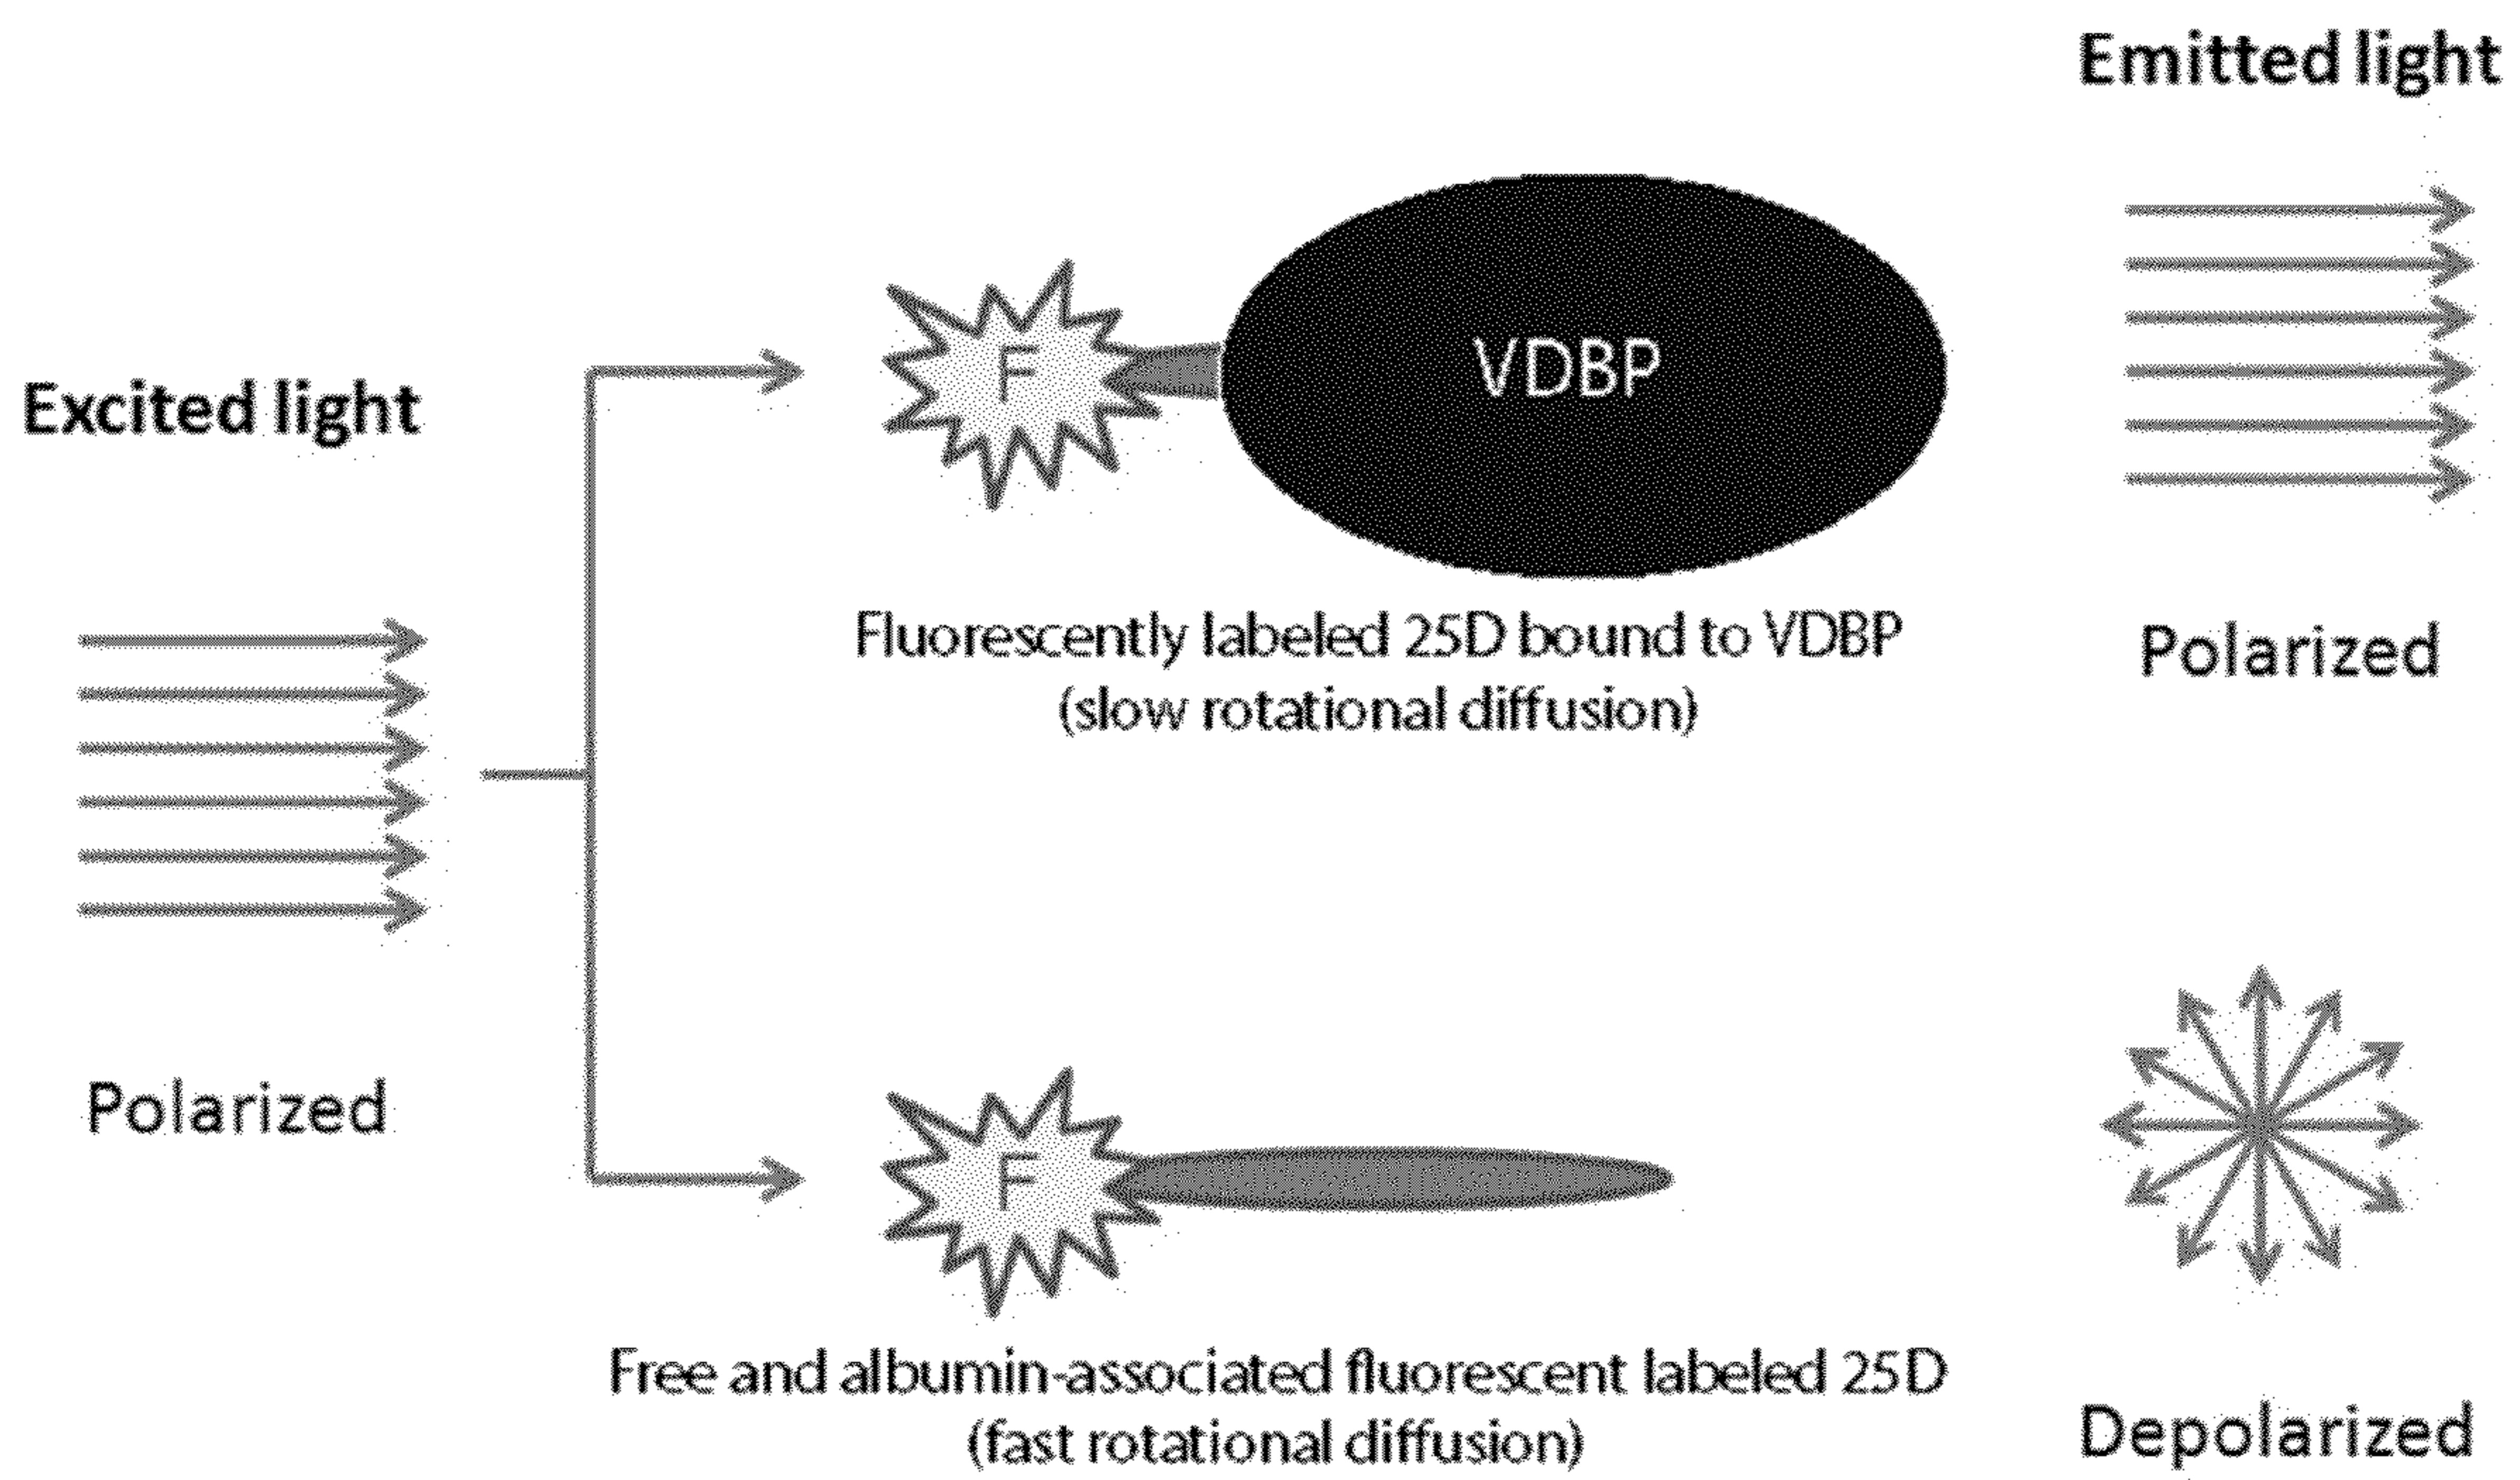 Emitted light
Excited light
F
VDBP
Fluorescently labeled 25D bound to VDBP
(slow rotational diffusion)
Polarized
Polarized
F
Free and albumin-associated fluorescent labeled 25D
(fast rotational diffusion)
Depolarized